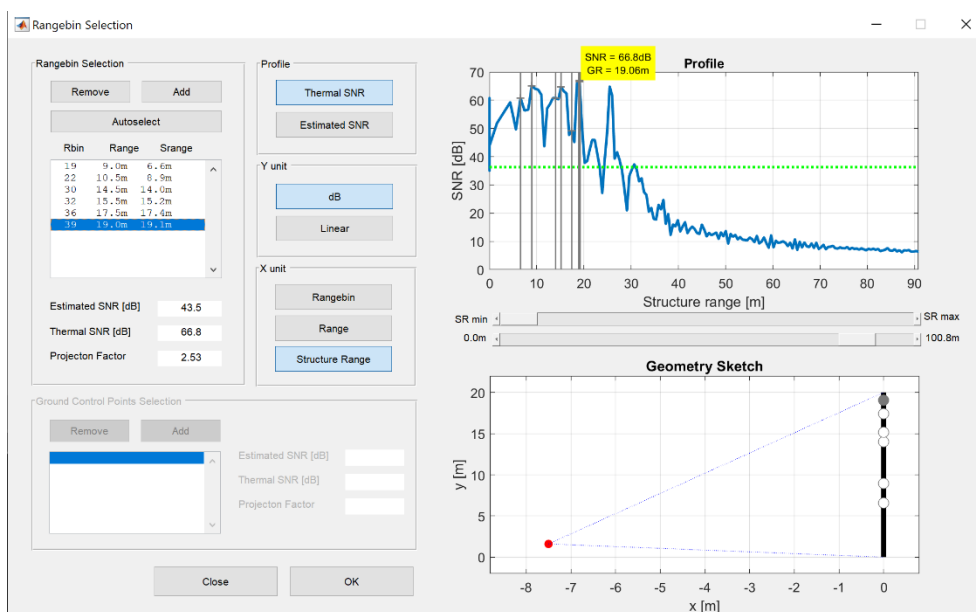 Rangebin Selection
Rangebin Selection
Remove Add
Autoselect
Rbin Range Srange
19 9.0m 6.6m
22 10.5m 8.9m
30 14.5m 14.0m
32 15.5m 15.2m
36 17.5m 17.4m
39 19.0m 19.1m
Estimated SNR [dB] 43.5
Thermal SNR [dB] 66.8
Projecton Factor 2.53
Profile
Thermal SNR
Estimated SNR
Y unit
dB
Linear
X unit
Rangebin
Range
Structure Range
SNR = 66.8dB
GR = 19.06m
Profile
SNR [dB]
70
60
50
40
30
20
10
0
0 10 20 30 40 50 60 70 80 90
Structure range [m]
SR min SR max
0.0m 100.8m
Ground Control Points Selection
Remove Add
Estimated SNR [dB]
Thermal SNR [dB]
Projecton Factor
Geometry Sketch
y [m]
20
15
10
5
0
-8 -7 -6 -5 -4 -3 -2 -1 0
x [m]
Close OK